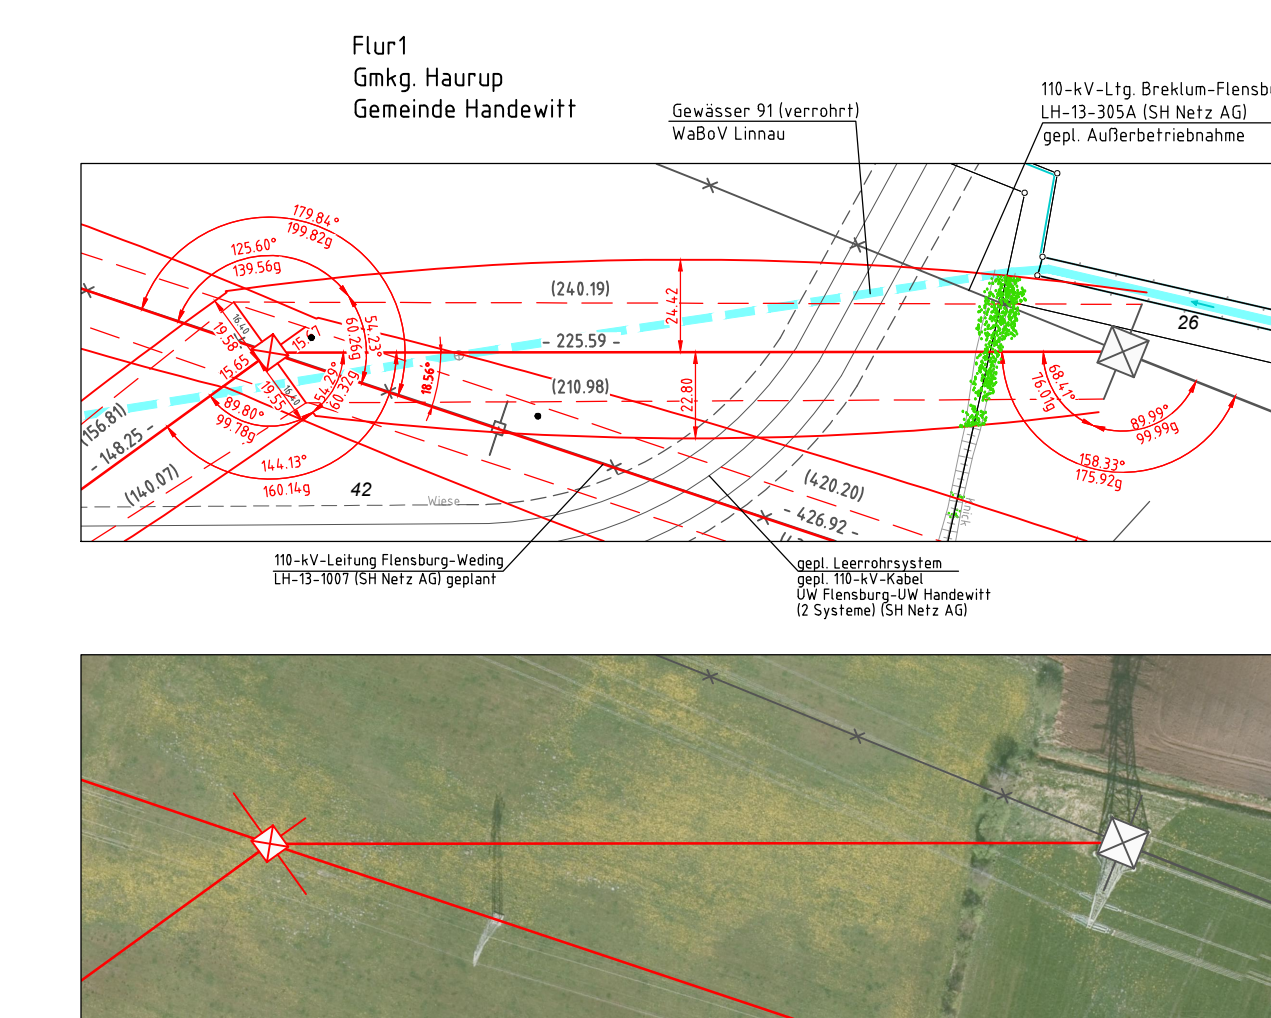 Flur1
Gmkg. Haurup
Gemeinde Handewitt
Gewässer 91 (verrohrt)
WaBoV Linnau
110-kV-Ltg. Breklum-Flensbu
LH-13-305A (SH Netz AG)
gepl. Außerbetriebnahme
179.84°
199.82g
125.60°
139.56g
(240.19)
24.42
- 225.59 -
26
16.40
19.58
15.67
60.26g
54.23°
15.65
19.55
16.40
54.29°
60.32g
18.56°
(210.98)
22.80
68.41°
76.01g
89.80°
99.78g
89.99°
99.99g
(156.81)
- 148.25 -
(140.07)
144.13°
160.14g
158.33°
175.92g
42
Wiese
(420.20)
- 426.92 -
Knick
110-kV-Leitung Flensburg-Weding
LH-13-1007 (SH Netz AG) geplant
gepl. Leerrohrsystem
gepl. 110-kV-Kabel
UW Flensburg-UW Handewitt
(2 Systeme) (SH Netz AG)